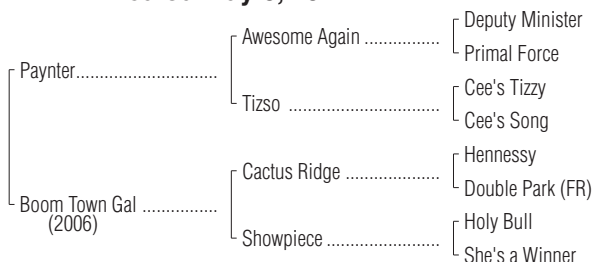 Deputy Minister
Awesome Again ....................
Primal Force
Paynter..............................
Cee's Tizzy
Tizso ........................................
Cee's Song
Hennessy
Cactus Ridge .........................
Double Park (FR)
Boom Town Gal ................
(2006)
Holy Bull
Showpiece ..............................
She's a Winner